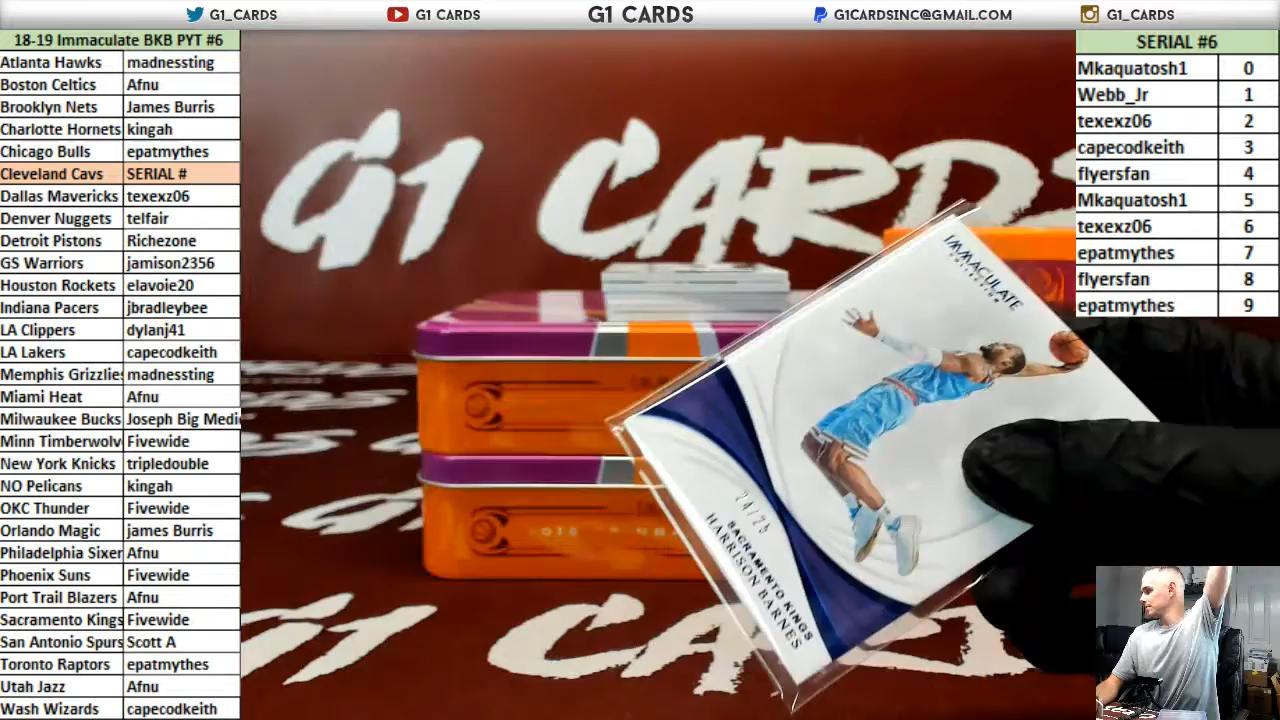 G1_CARDS
G1 CARDS
G1 CARDS
G1CARDSINC@GMAIL.COM
G1_CARDS
18-19 Immaculate BKB PYT #6
Atlanta Hawks madnessting
Boston Celtics Afnu
Brooklyn Nets James Burris
Charlotte Hornets kingah
Chicago Bulls epatmythes
Cleveland Cavs SERIAL #
Dallas Mavericks texexz06
Denver Nuggets telfair
Detroit Pistons Richezone
GS Warriors jamison2356
Houston Rockets elavoie20
Indiana Pacers jbradleybee
LA Clippers dylanj41
LA Lakers capecodkeith
Memphis Grizzlies madnessting
Miami Heat Afnu
Milwaukee Bucks Joseph Big Medi
Minn Timberwolv Fivewide
New York Knicks tripledouble
NO Pelicans kingah
OKC Thunder Fivewide
Orlando Magic james Burris
Philadelphia Sixer Afnu
Phoenix Suns Fivewide
Port Trail Blazers Afnu
Sacramento Kings Fivewide
San Antonio Spurs Scott A
Toronto Raptors epatmythes
Utah Jazz Afnu
Wash Wizards capecodkeith
SERIAL #6
Mkaquatosh1 0
Webb_Jr 1
texexz06 2
capecodkeith 3
flyersfan 4
Mkaquatosh1 5
texexz06 6
epatmythes 7
flyersfan 8
epatmythes 9
G1 CARDS
IMMACULATE
COLLECTION
SACRAMENTO KINGS
HARRISON BARNES
G1 CA